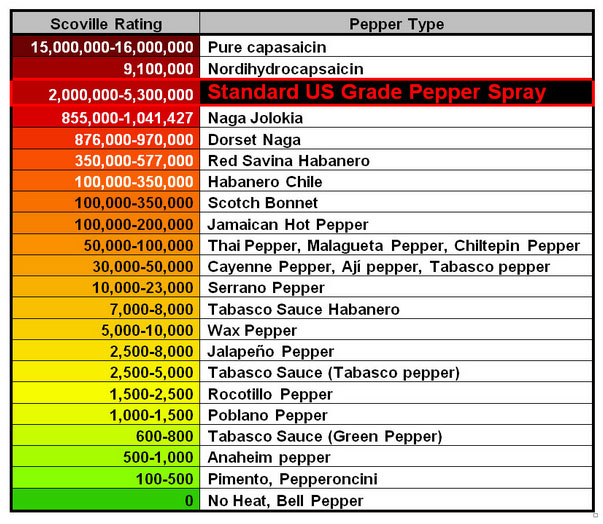 Scoville Rating Pepper Type
15,000,000-16,000,000 Pure capasaicin
9,100,000 Nordihydrocapsaicin
2,000,000-5,300,000 Standard US Grade Pepper Spray
855,000-1,041,427 Naga Jolokia
876,000-970,000 Dorset Naga
350,000-577,000 Red Savina Habanero
100,000-350,000 Habanero Chile
100,000-350,000 Scotch Bonnet
100,000-200,000 Jamaican Hot Pepper
50,000-100,000 Thai Pepper, Malagueta Pepper, Chiltepin Pepper
30,000-50,000 Cayenne Pepper, Ají pepper, Tabasco pepper
10,000-23,000 Serrano Pepper
7,000-8,000 Tabasco Sauce Habanero
5,000-10,000 Wax Pepper
2,500-8,000 Jalapeño Pepper
2,500-5,000 Tabasco Sauce (Tabasco pepper)
1,500-2,500 Rocotillo Pepper
1,000-1,500 Poblano Pepper
600-800 Tabasco Sauce (Green Pepper)
500-1,000 Anaheim pepper
100-500 Pimento, Pepperoncini
0 No Heat, Bell Pepper